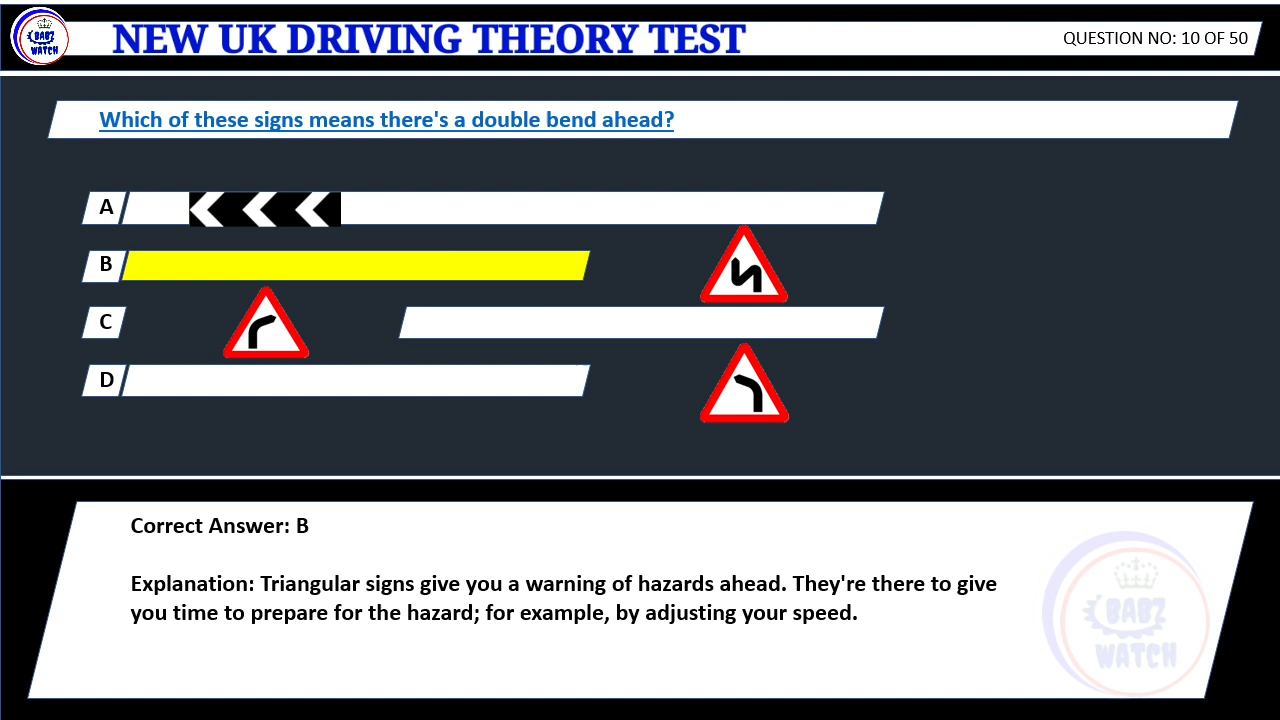 BABZ
WATCH
NEW UK DRIVING THEORY TEST
QUESTION NO: 10 OF 50
Which of these signs means there's a double bend ahead?
A
B
C
D
Correct Answer: B
Explanation: Triangular signs give you a warning of hazards ahead. They're there to give
you time to prepare for the hazard; for example, by adjusting your speed.
BABZ
WATCH